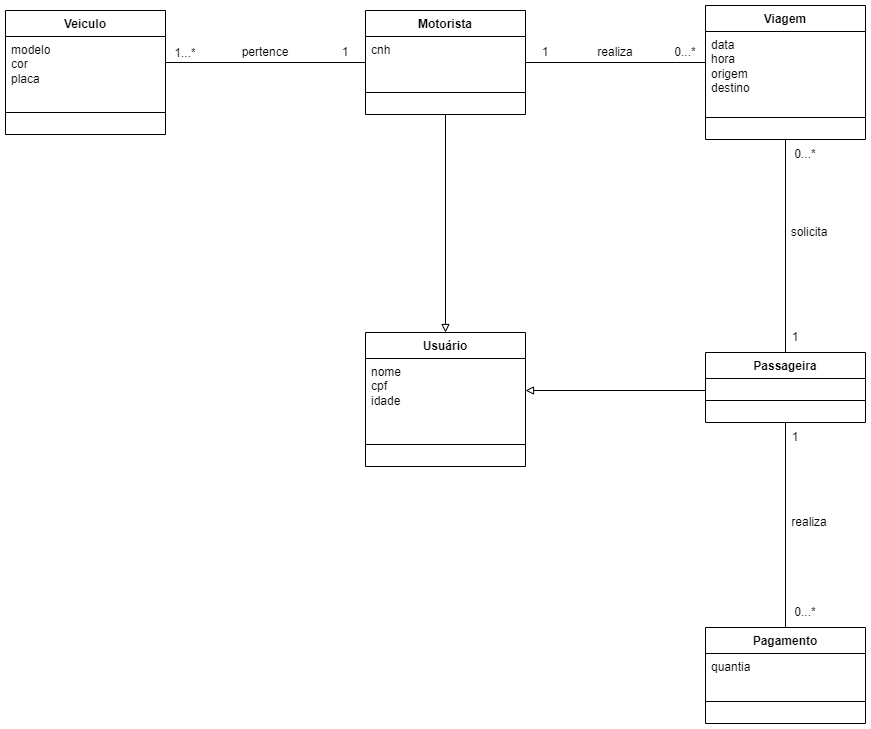 Veiculo
modelo
cor
placa
1...*
pertence
1
Motorista
cnh
1
realiza
0...*
Viagem
data
hora
origem
destino
0...*
solicita
1
Usuário
nome
cpf
idade
Passageira
1
realiza
0...*
Pagamento
quantia